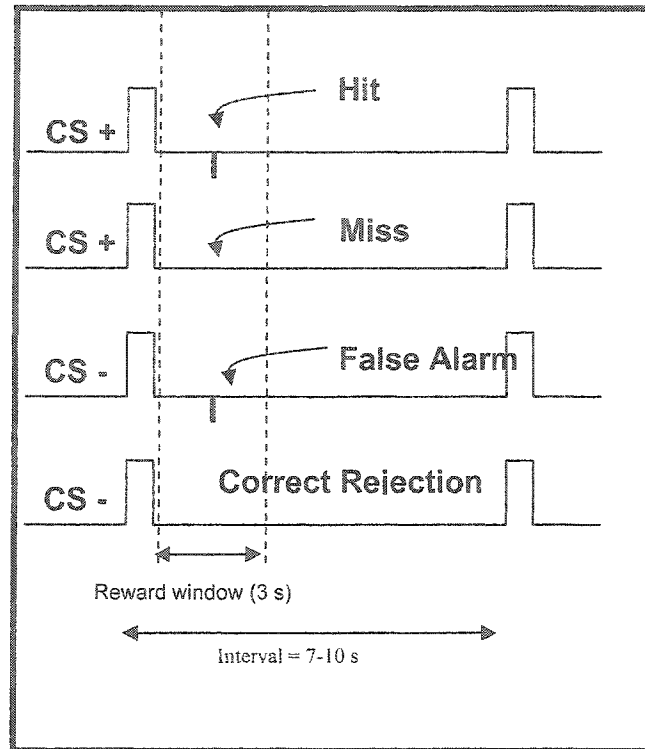 Hit
CS +
Miss
CS +
False Alarm
CS -
Correct Rejection
CS -
Reward window (3 s)
Interval = 7-10 s